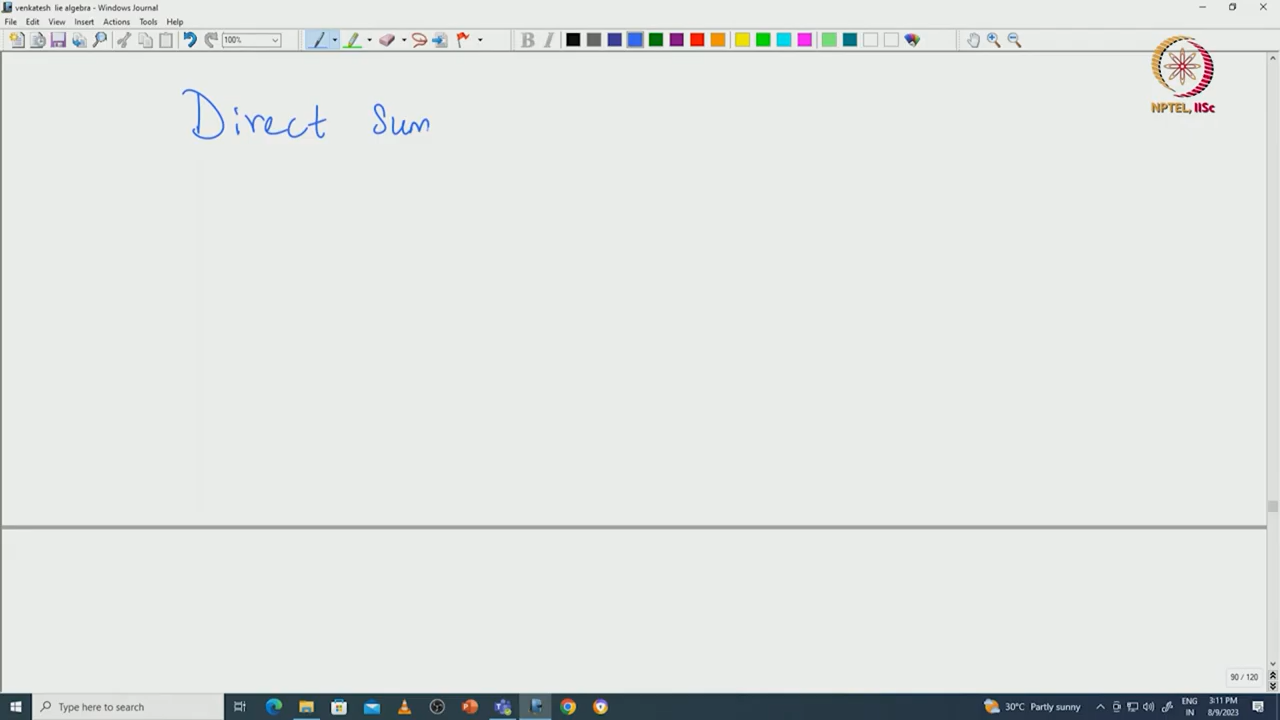 venkatesh lie algebra - Windows Journal
File Edit View Insert Actions Tools Help
100%
B I
NPTEL, IISc
Direct Sum
90 / 120
Type here to search
30°C Partly sunny
ENG
IN
3:11 PM
8/9/2023